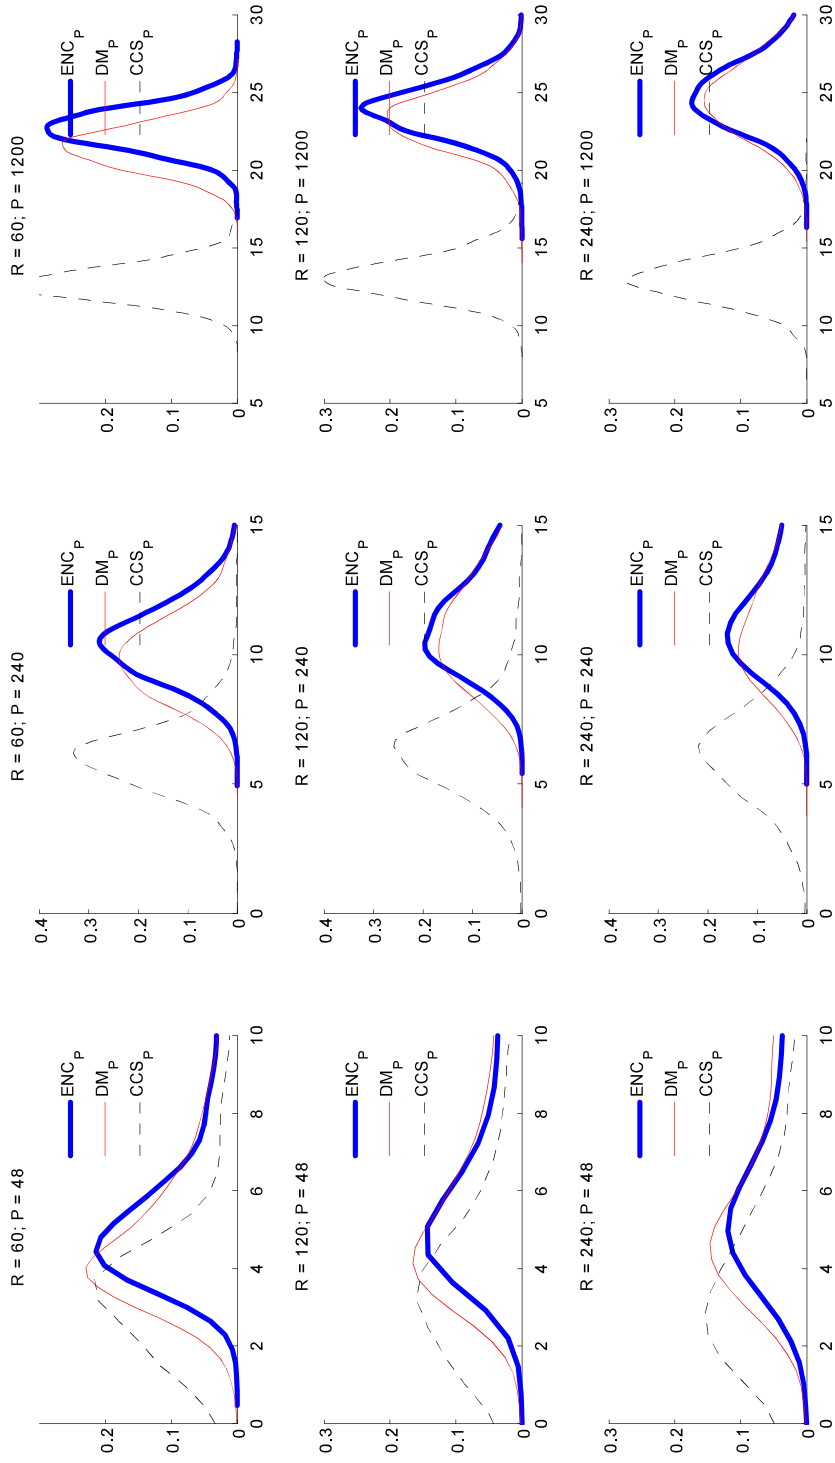 R = 60; P = 48
ENC_P
DM_P
CCS_P
0.2
0.1
0
0 2 4 6 8 10
R = 60; P = 240
ENC_P
DM_P
CCS_P
0.4
0.3
0.2
0.1
0
0 5 10 15
R = 60; P = 1200
ENC_P
DM_P
CCS_P
0.2
0.1
0
5 10 15 20 25 30
R = 120; P = 48
ENC_P
DM_P
CCS_P
0.2
0.1
0
0 2 4 6 8 10
R = 120; P = 240
ENC_P
DM_P
CCS_P
0.4
0.3
0.2
0.1
0
0 5 10 15
R = 120; P = 1200
ENC_P
DM_P
CCS_P
0.3
0.2
0.1
0
5 10 15 20 25 30
R = 240; P = 48
ENC_P
DM_P
CCS_P
0.2
0.1
0
0 2 4 6 8 10
R = 240; P = 240
ENC_P
DM_P
CCS_P
0.4
0.3
0.2
0.1
0
0 5 10 15
R = 240; P = 1200
ENC_P
DM_P
CCS_P
0.3
0.2
0.1
0
5 10 15 20 25 30